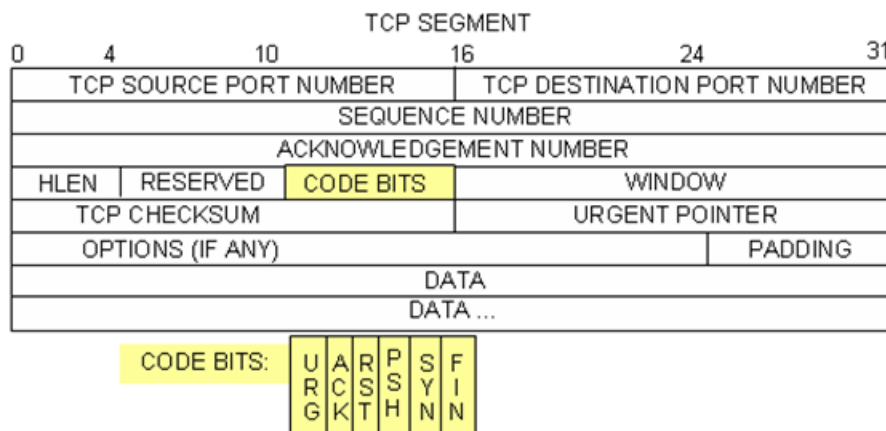 TCP SEGMENT
0 4 10 16 24 31
TCP SOURCE PORT NUMBER TCP DESTINATION PORT NUMBER
SEQUENCE NUMBER
ACKNOWLEDGEMENT NUMBER
HLEN RESERVED CODE BITS WINDOW
TCP CHECKSUM URGENT POINTER
OPTIONS (IF ANY) PADDING
DATA
DATA ...
CODE BITS: URG ACK RST PSH SYN FIN